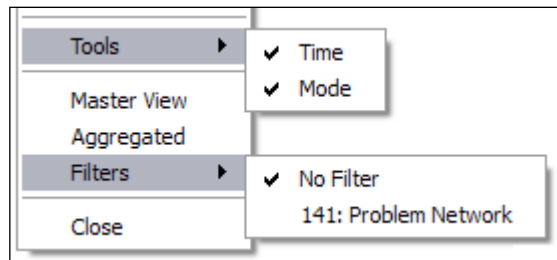 Tools
Time
Mode
Master View
Aggregated
Filters
No Filter
141: Problem Network
Close